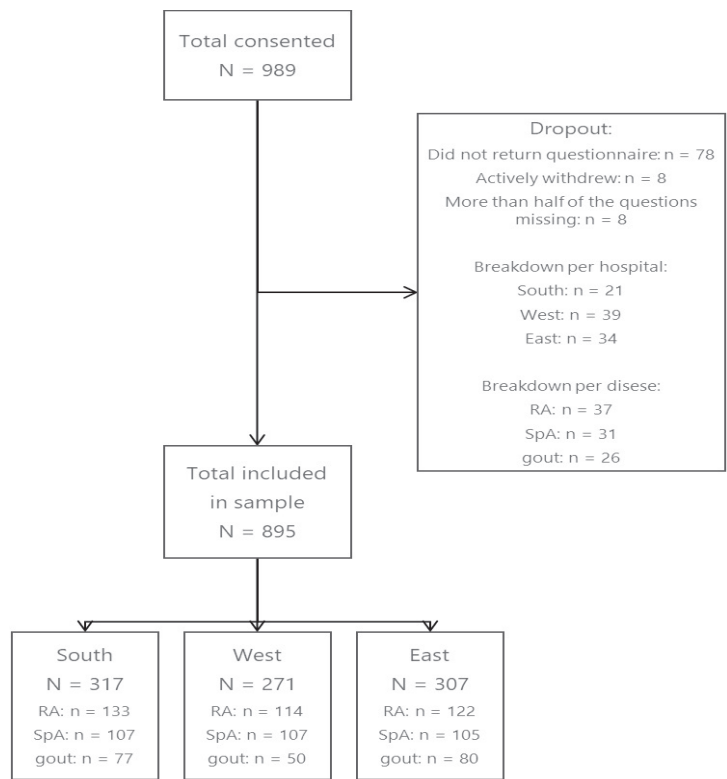 Total consented
N = 989
Dropout:
Did not return questionnaire: n = 78
Actively withdrew: n = 8
More than half of the questions
missing: n = 8
Breakdown per hospital:
South: n = 21
West: n = 39
East: n = 34
Breakdown per disese:
RA: n = 37
SpA: n = 31
gout: n = 26
Total included
in sample
N = 895
South
N = 317
RA: n = 133
SpA: n = 107
gout: n = 77
West
N = 271
RA: n = 114
SpA: n = 107
gout: n = 50
East
N = 307
RA: n = 122
SpA: n = 105
gout: n = 80